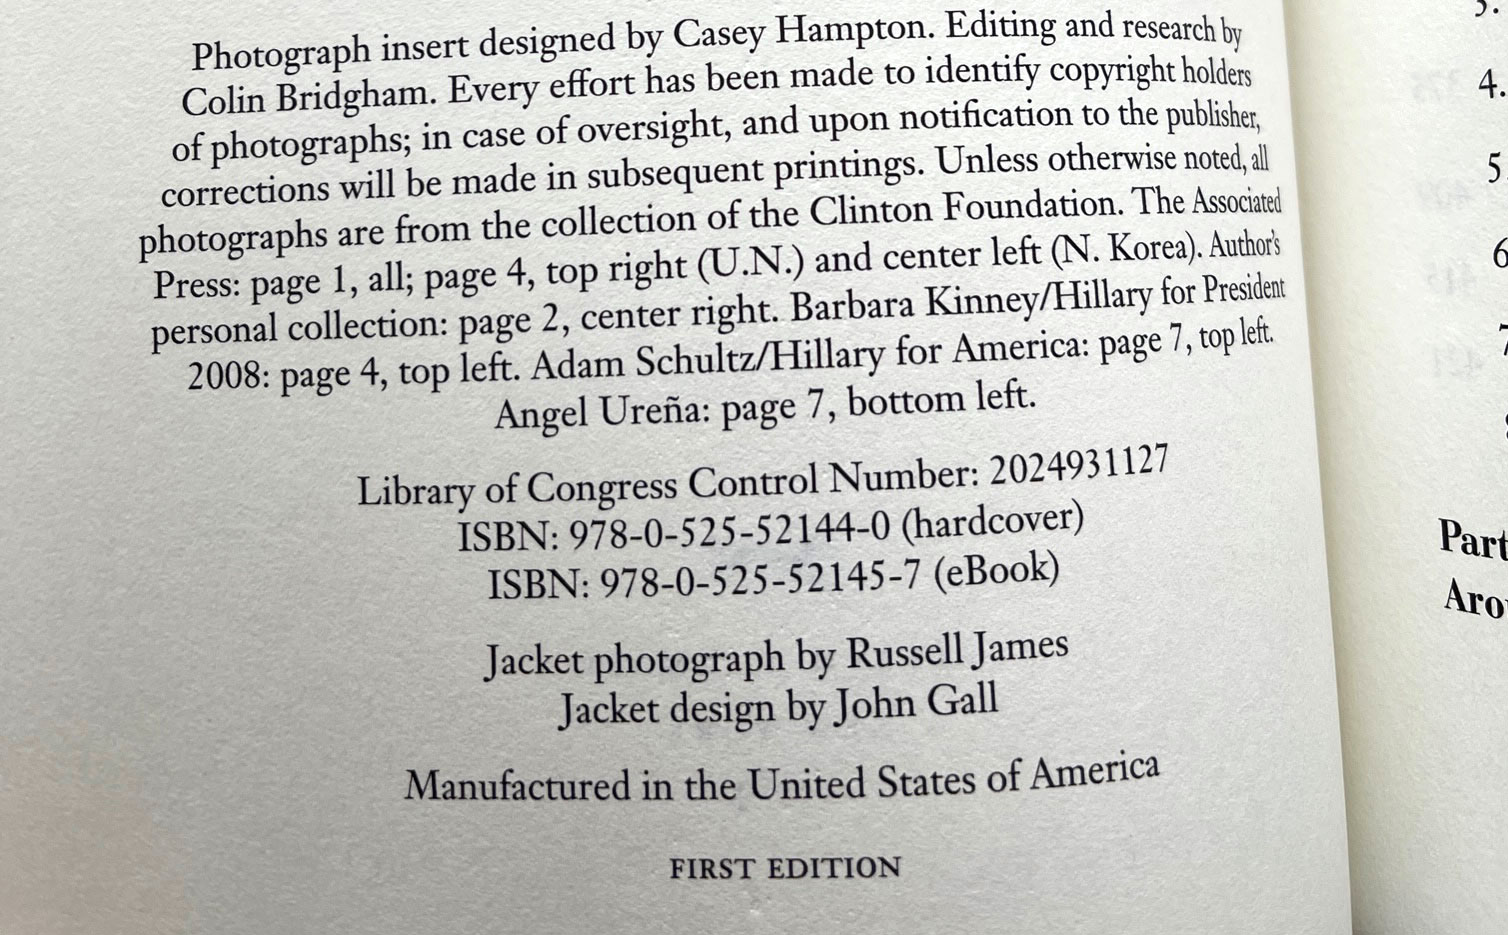 Photograph insert designed by Casey Hampton. Editing and research by
Colin Bridgham. Every effort has been made to identify copyright holders
of photographs; in case of oversight, and upon notification to the publisher,
corrections will be made in subsequent printings. Unless otherwise noted, all
photographs are from the collection of the Clinton Foundation. The Associated
Press: page 1, all; page 4, top right (U.N.) and center left (N. Korea). Author's
personal collection: page 2, center right. Barbara Kinney/Hillary for President
2008: page 4, top left. Adam Schultz/Hillary for America: page 7, top left.
Angel Ureña: page 7, bottom left.
Library of Congress Control Number: 2024931127
ISBN: 978-0-525-52144-0 (hardcover)
ISBN: 978-0-525-52145-7 (eBook)
Jacket photograph by Russell James
Jacket design by John Gall
Manufactured in the United States of America
FIRST EDITION
3.
4.
5.
6
7
Part
Aro